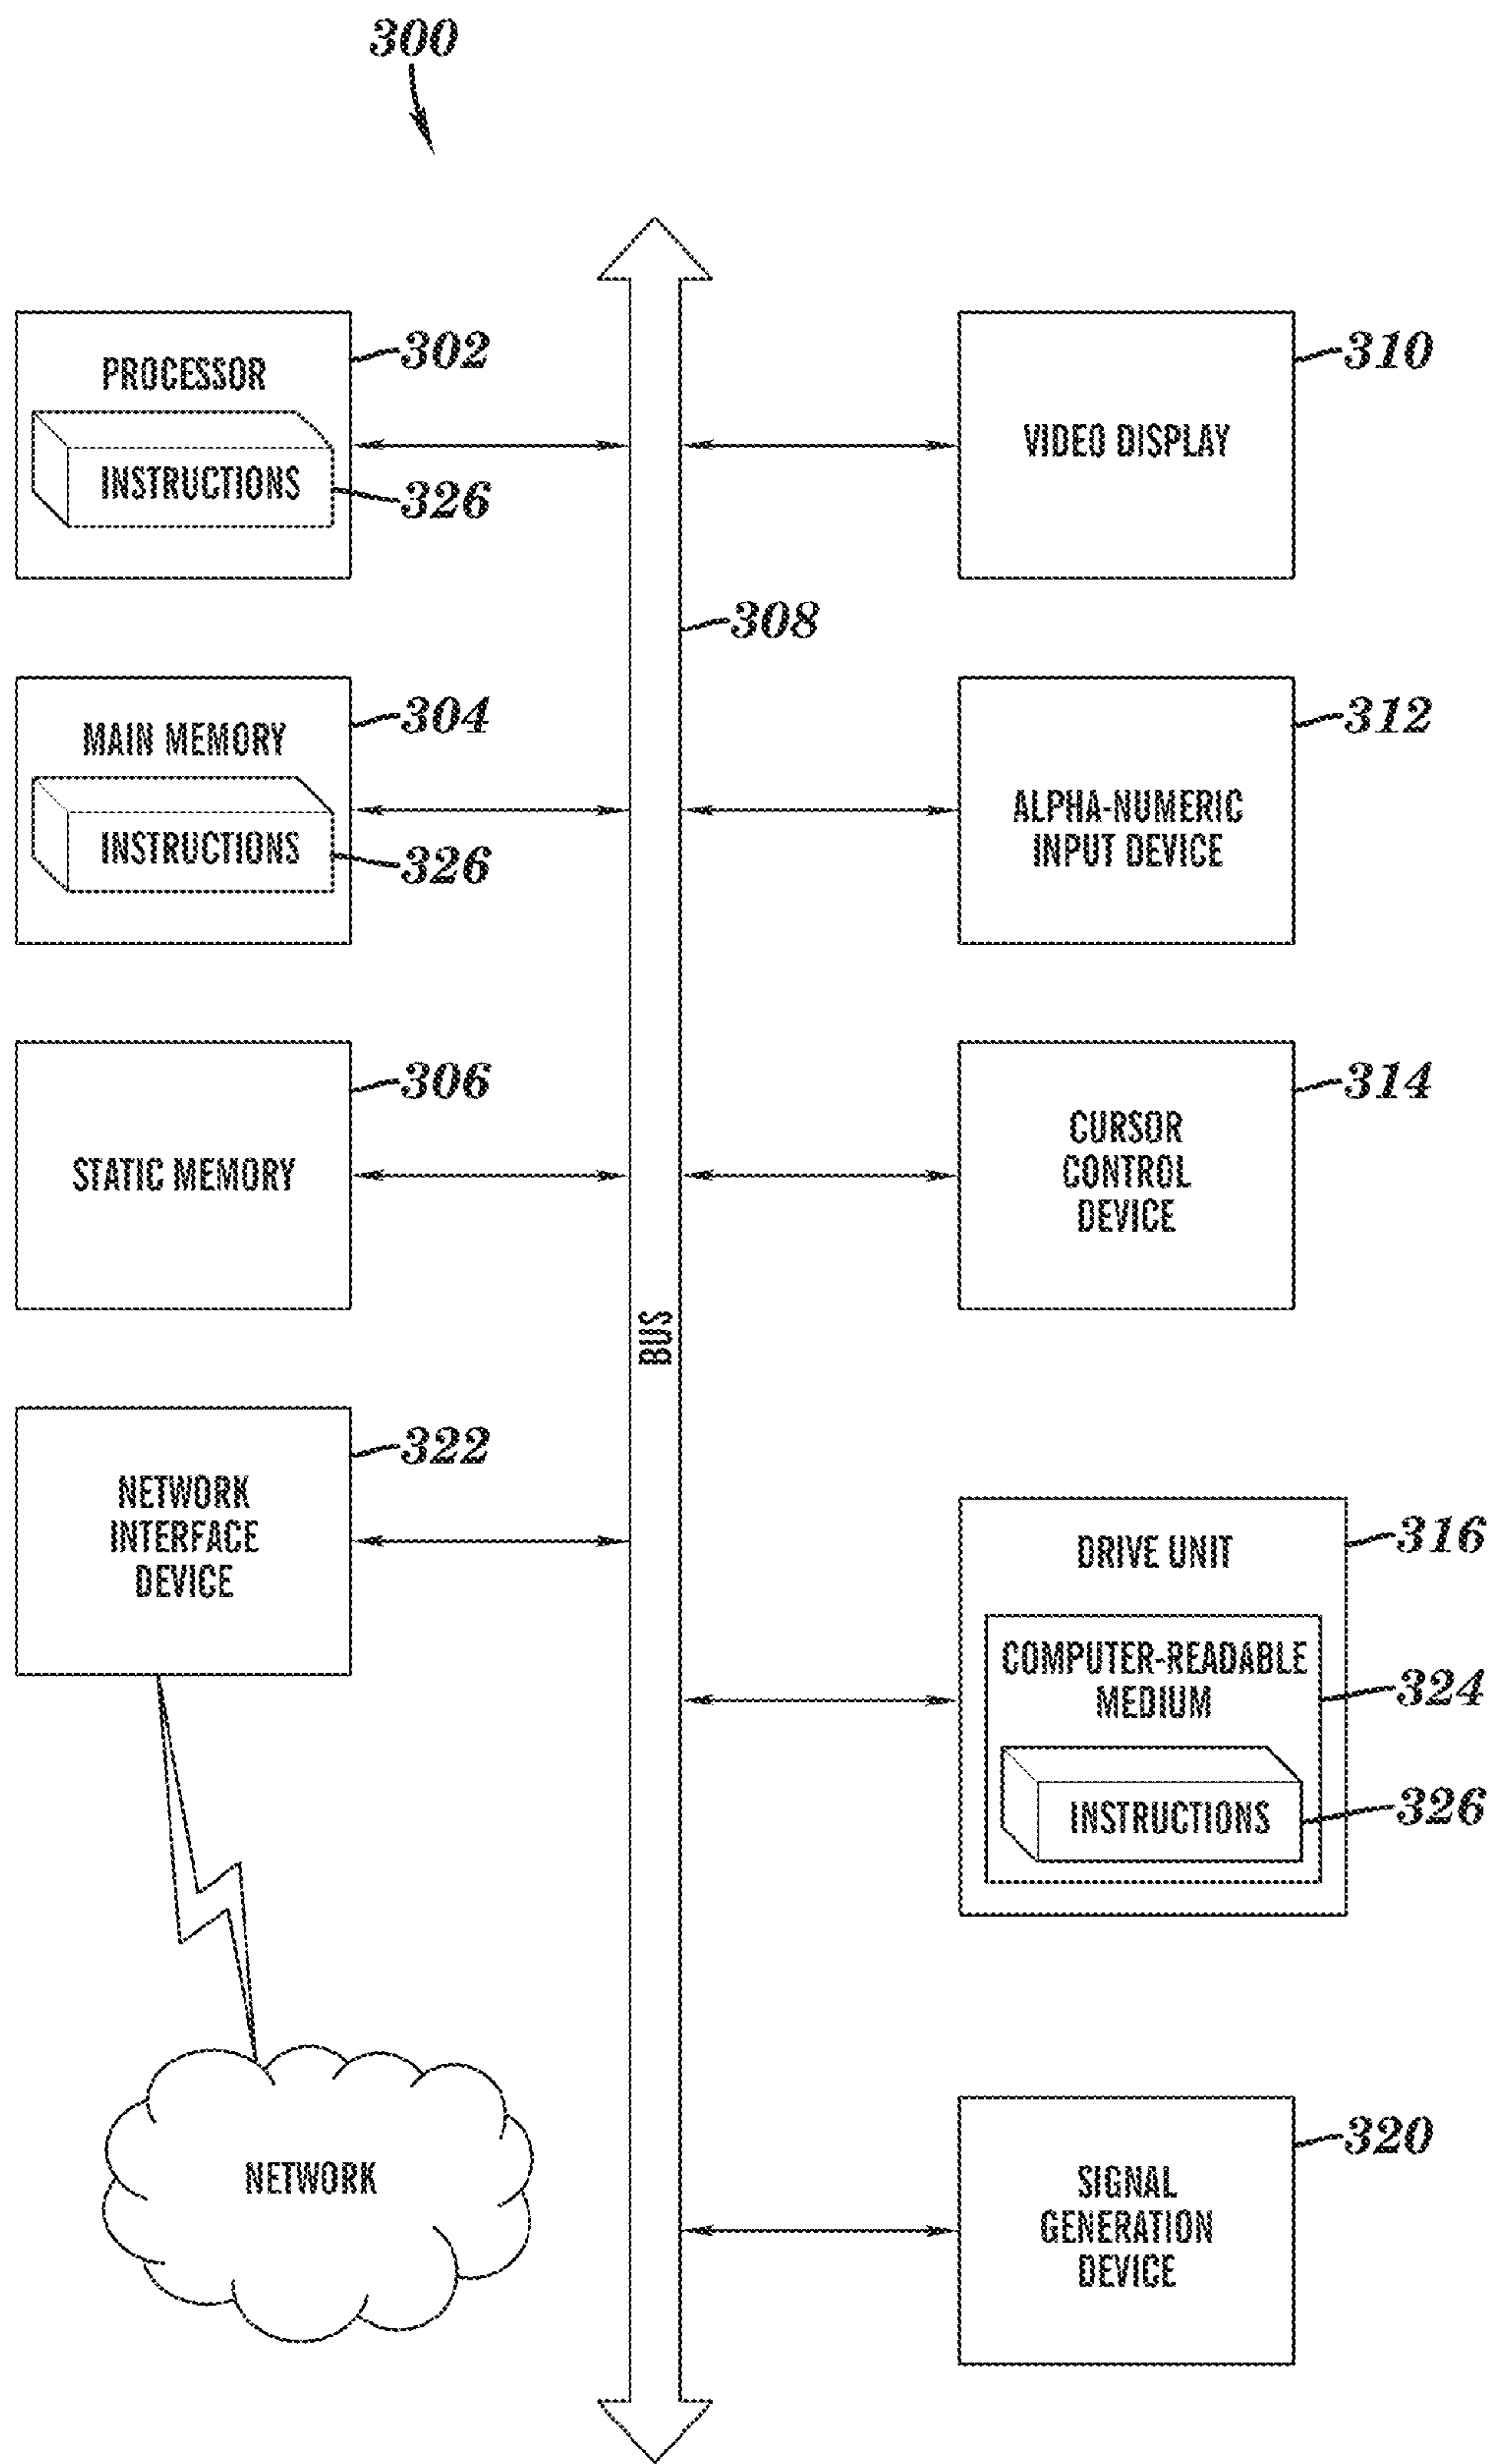 300
PROCESSOR
302
INSTRUCTIONS
326
MAIN MEMORY
304
INSTRUCTIONS
326
STATIC MEMORY
306
NETWORK
INTERFACE
DEVICE
322
NETWORK
BUS
308
VIDEO DISPLAY
310
ALPHA-NUMERIC
INPUT DEVICE
312
CURSOR
CONTROL
DEVICE
314
DRIVE UNIT
316
COMPUTER-READABLE
MEDIUM
324
INSTRUCTIONS
326
SIGNAL
GENERATION
DEVICE
320